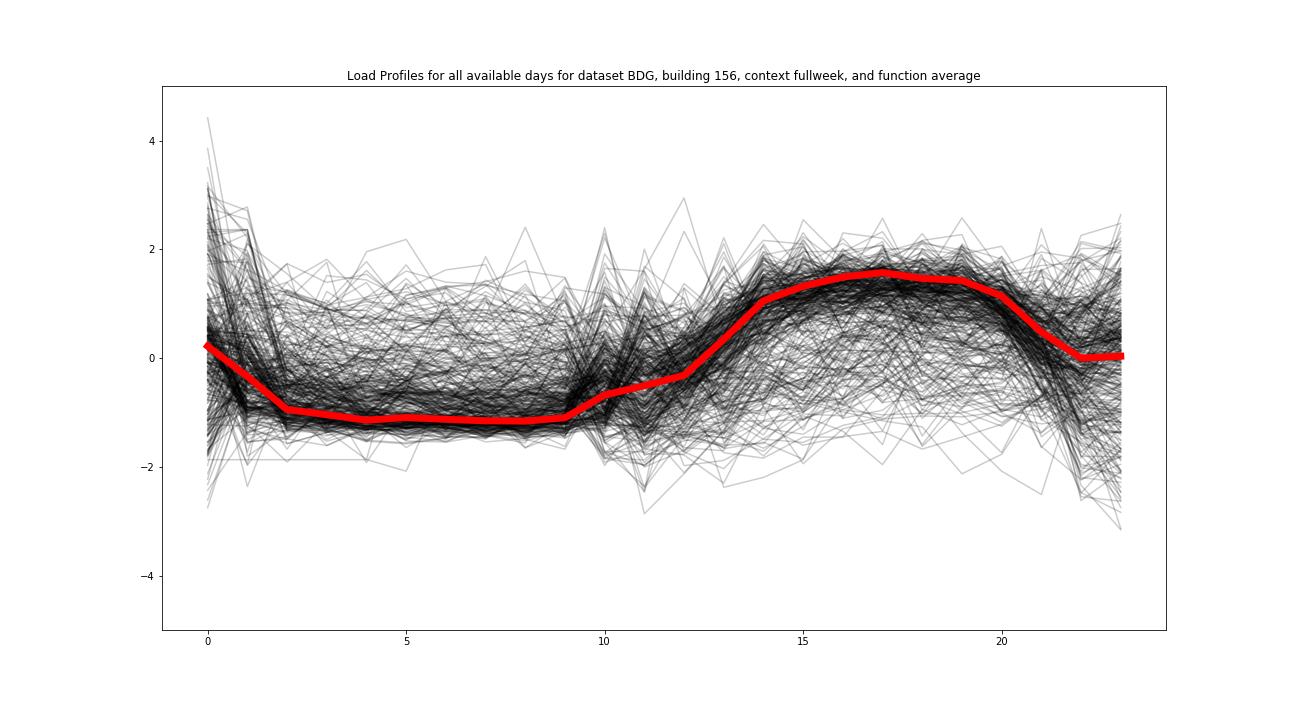 Load Profiles for all available days for dataset BDG, building 156, context fullweek, and function average
4
2
0
−2
−4
0 5 10 15 20